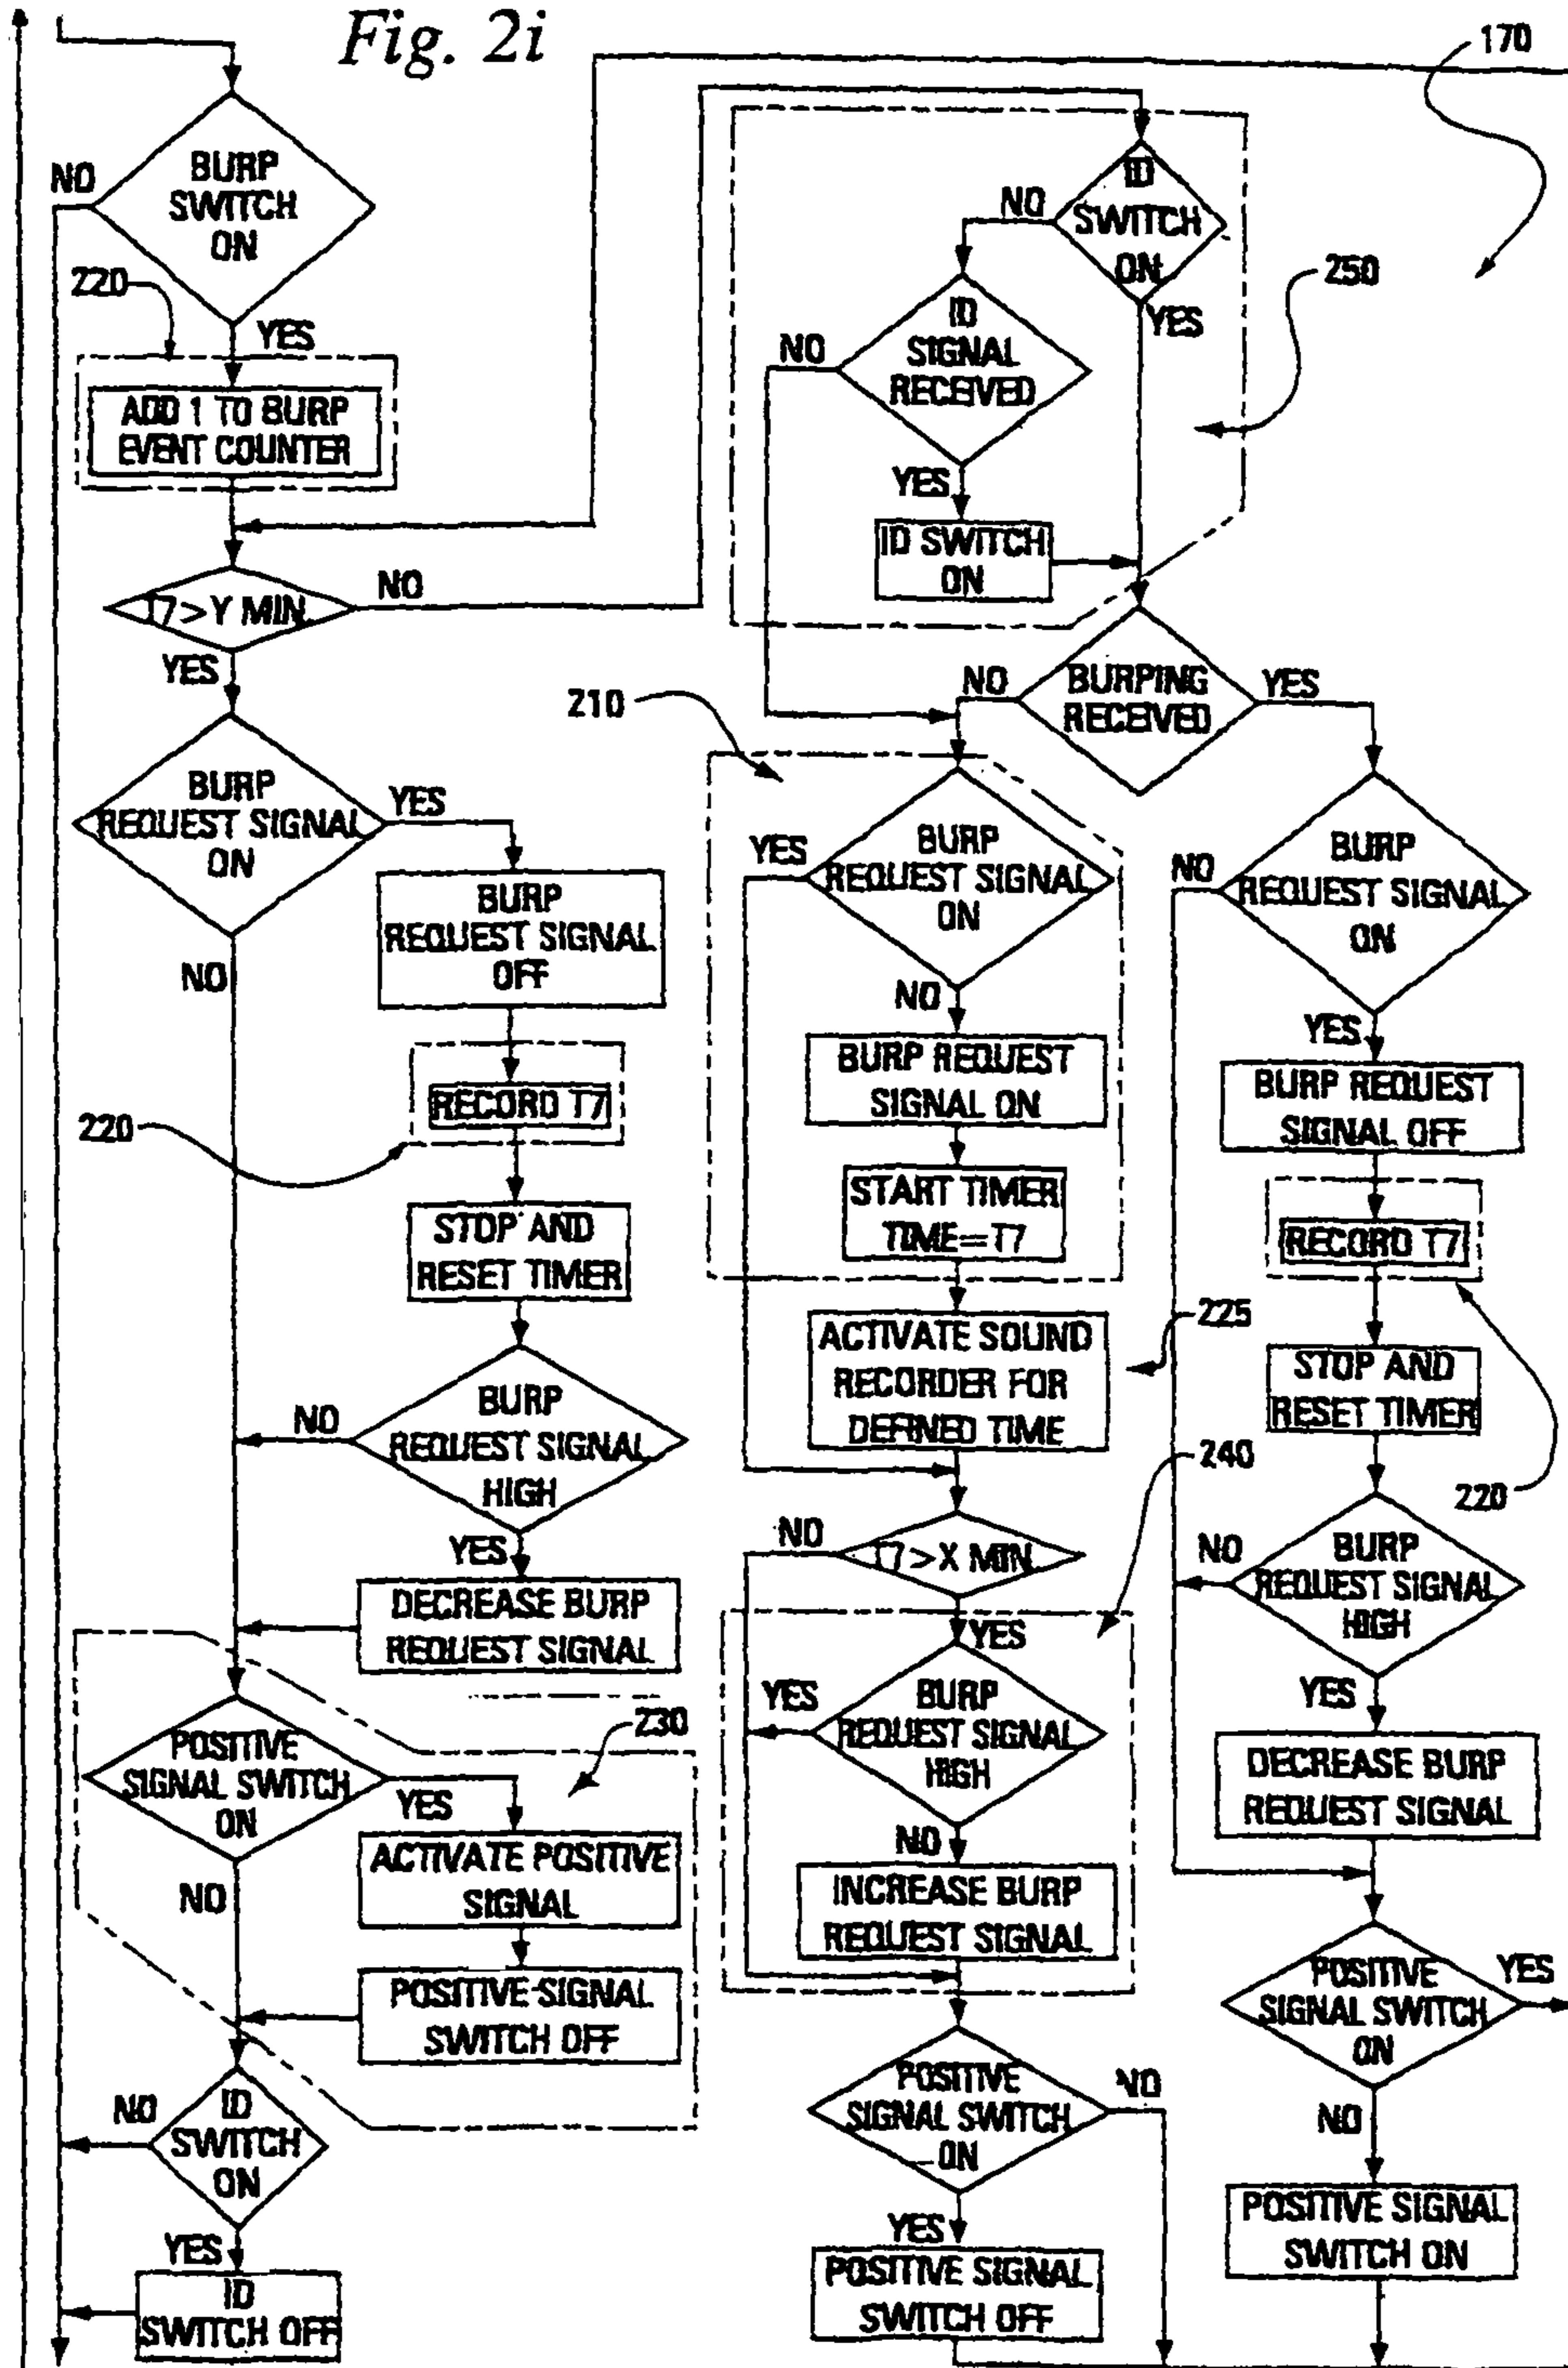 Fig. 2i
170
BURP
SWITCH
ON
NO
YES
220
ADD 1 TO BURP
EVENT COUNTER
T7>Y MIN.
NO
YES
BURP
REQUEST SIGNAL
ON
YES
NO
BURP
REQUEST SIGNAL
OFF
RECORD T7
220
STOP AND
RESET TIMER
BURP
REQUEST SIGNAL
HIGH
NO
YES
DECREASE BURP
REQUEST SIGNAL
POSITIVE
SIGNAL SWITCH
ON
YES
NO
230
ACTIVATE POSITIVE
SIGNAL
POSITIVE SIGNAL
SWITCH OFF
ID
SWITCH
ON
NO
YES
ID
SWITCH OFF
ID
SWITCH
ON
NO
YES
250
ID
SIGNAL
RECEIVED
NO
YES
ID SWITCH
ON
BURPING
RECEIVED
NO
YES
210
BURP
REQUEST SIGNAL
ON
YES
NO
BURP REQUEST
SIGNAL ON
START TIMER
TIME=T7
ACTIVATE SOUND
RECORDER FOR
DEFINED TIME
225
T7>X MIN.
NO
YES
240
BURP
REQUEST SIGNAL
HIGH
YES
NO
INCREASE BURP
REQUEST SIGNAL
POSITIVE
SIGNAL SWITCH
ON
NO
YES
POSITIVE SIGNAL
SWITCH OFF
BURP
REQUEST SIGNAL
ON
NO
YES
BURP REQUEST
SIGNAL OFF
RECORD T7
220
STOP AND
RESET TIMER
BURP
REQUEST SIGNAL
HIGH
NO
YES
DECREASE BURP
REQUEST SIGNAL
POSITIVE
SIGNAL SWITCH
ON
YES
NO
POSITIVE SIGNAL
SWITCH ON